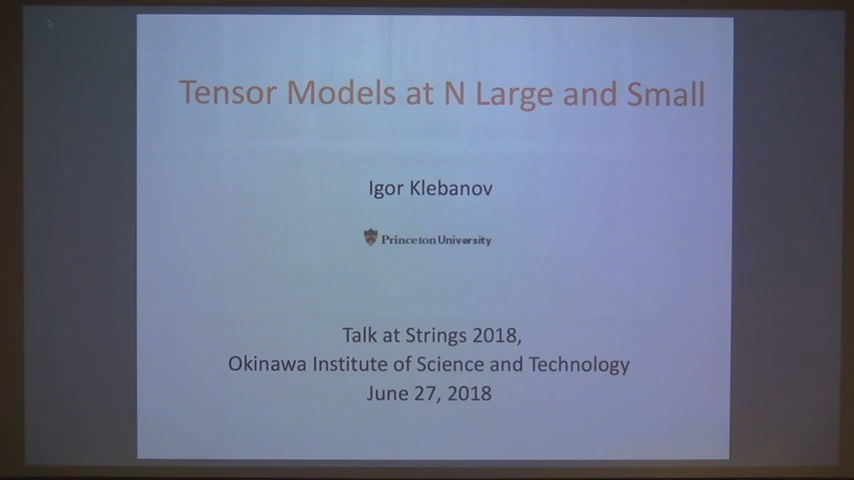 Tensor Models at N Large and Small
Igor Klebanov
Princeton University
Talk at Strings 2018,
Okinawa Institute of Science and Technology
June 27, 2018